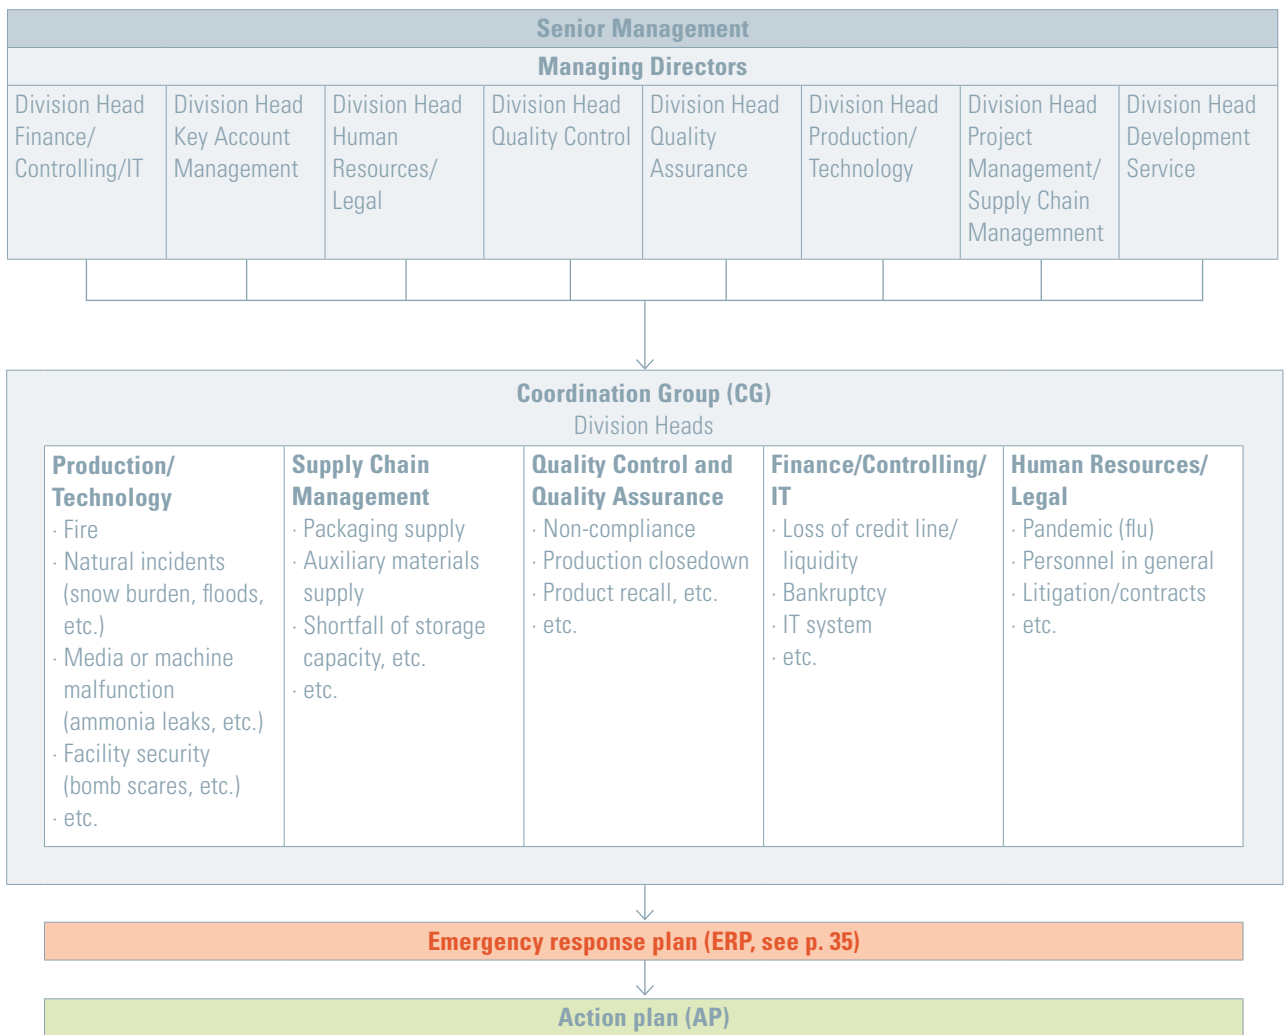 Senior Management
Managing Directors
Division Head
Finance/
Controlling/IT
Division Head
Key Account
Management
Division Head
Human
Resources/
Legal
Division Head
Quality Control
Division Head
Quality
Assurance
Division Head
Production/
Technology
Division Head
Project
Management/
Supply Chain
Managemnent
Division Head
Development
Service
Coordination Group (CG)
Division Heads
Production/
Technology
· Fire
· Natural incidents
(snow burden, floods,
etc.)
· Media or machine
malfunction
(ammonia leaks, etc.)
· Facility security
(bomb scares, etc.)
· etc.
Supply Chain
Management
· Packaging supply
· Auxiliary materials
supply
· Shortfall of storage
capacity, etc.
· etc.
Quality Control and
Quality Assurance
· Non-compliance
· Production closedown
· Product recall, etc.
· etc.
Finance/Controlling/
IT
· Loss of credit line/
liquidity
· Bankruptcy
· IT system
· etc.
Human Resources/
Legal
· Pandemic (flu)
· Personnel in general
· Litigation/contracts
· etc.
Emergency response plan (ERP, see p. 35)
Action plan (AP)